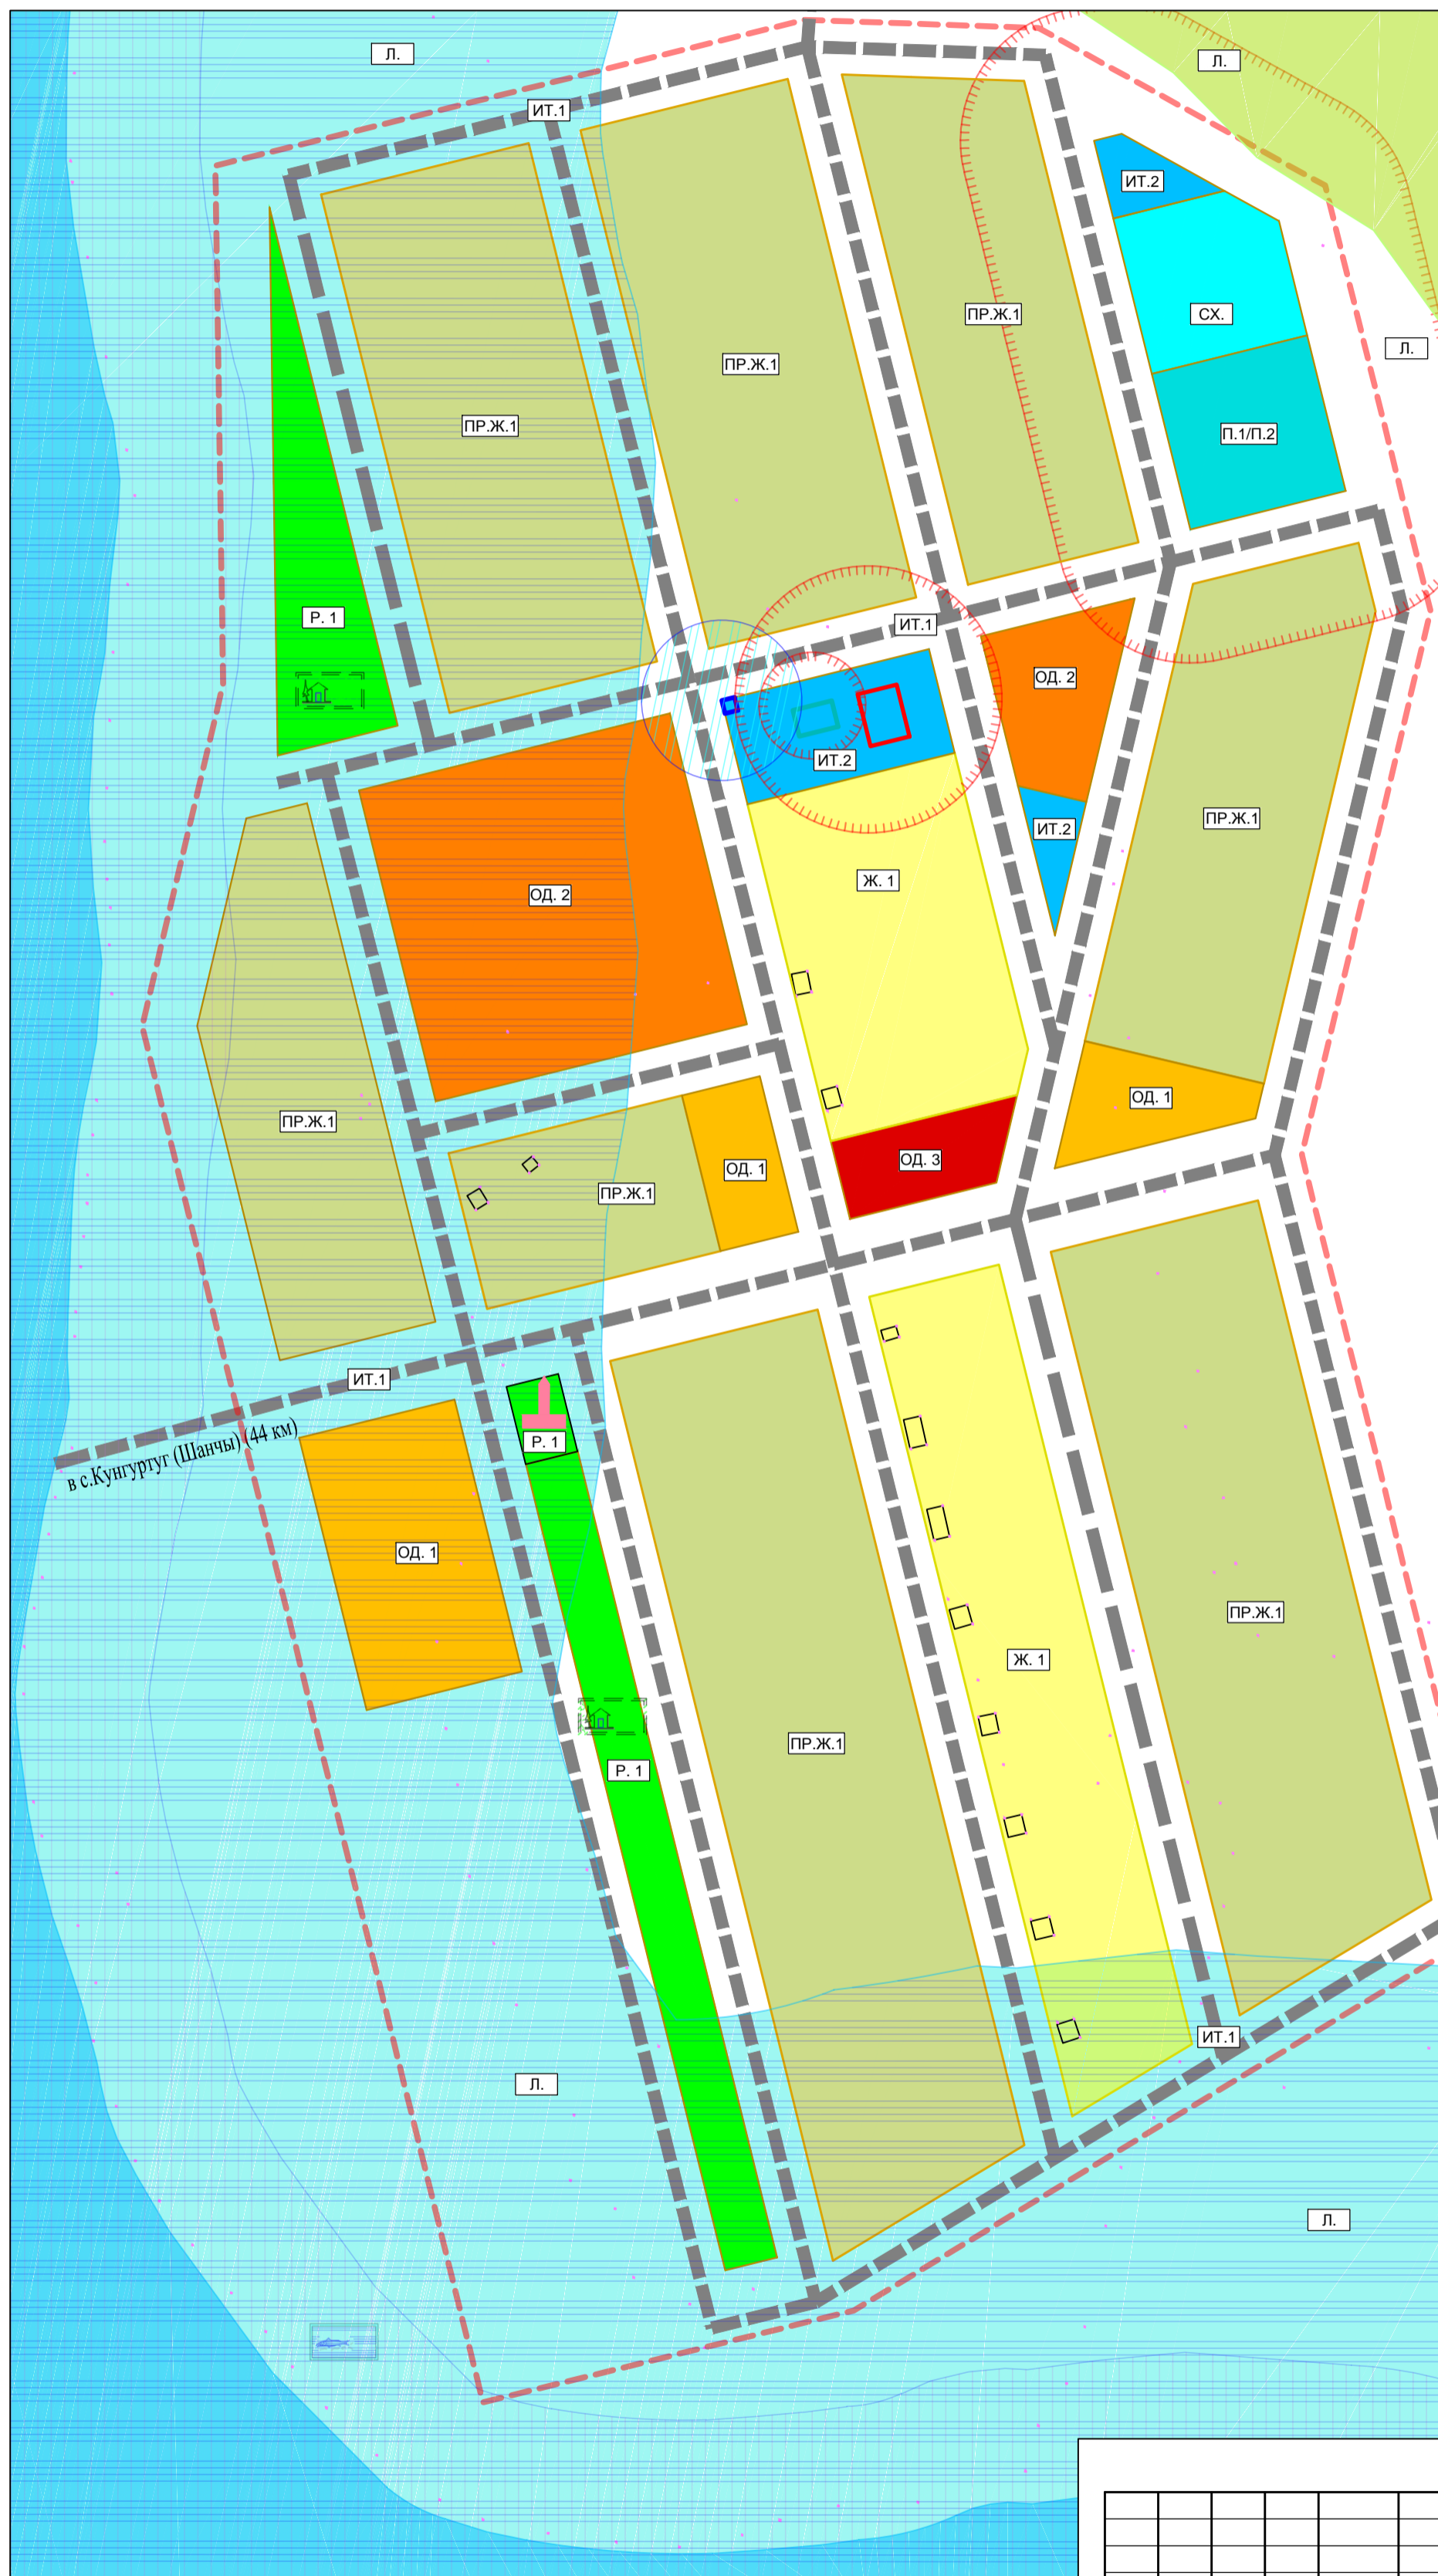 Л.
Л.
ИТ.1
ИТ.2
СХ.
ПР.Ж.1
Л.
ПР.Ж.1
ПР.Ж.1
П.1/П.2
Р. 1
ИТ.1
ОД. 2
ИТ.2
ПР.Ж.1
ИТ.2
Ж. 1
ОД. 2
ОД. 1
ПР.Ж.1
ОД. 3
ОД. 1
ПР.Ж.1
ИТ.1
в с.Кунгуртуг (Шанчы) (44 км)
Р. 1
ОД. 1
ПР.Ж.1
Ж. 1
ПР.Ж.1
Р. 1
ИТ.1
Л.
Л.